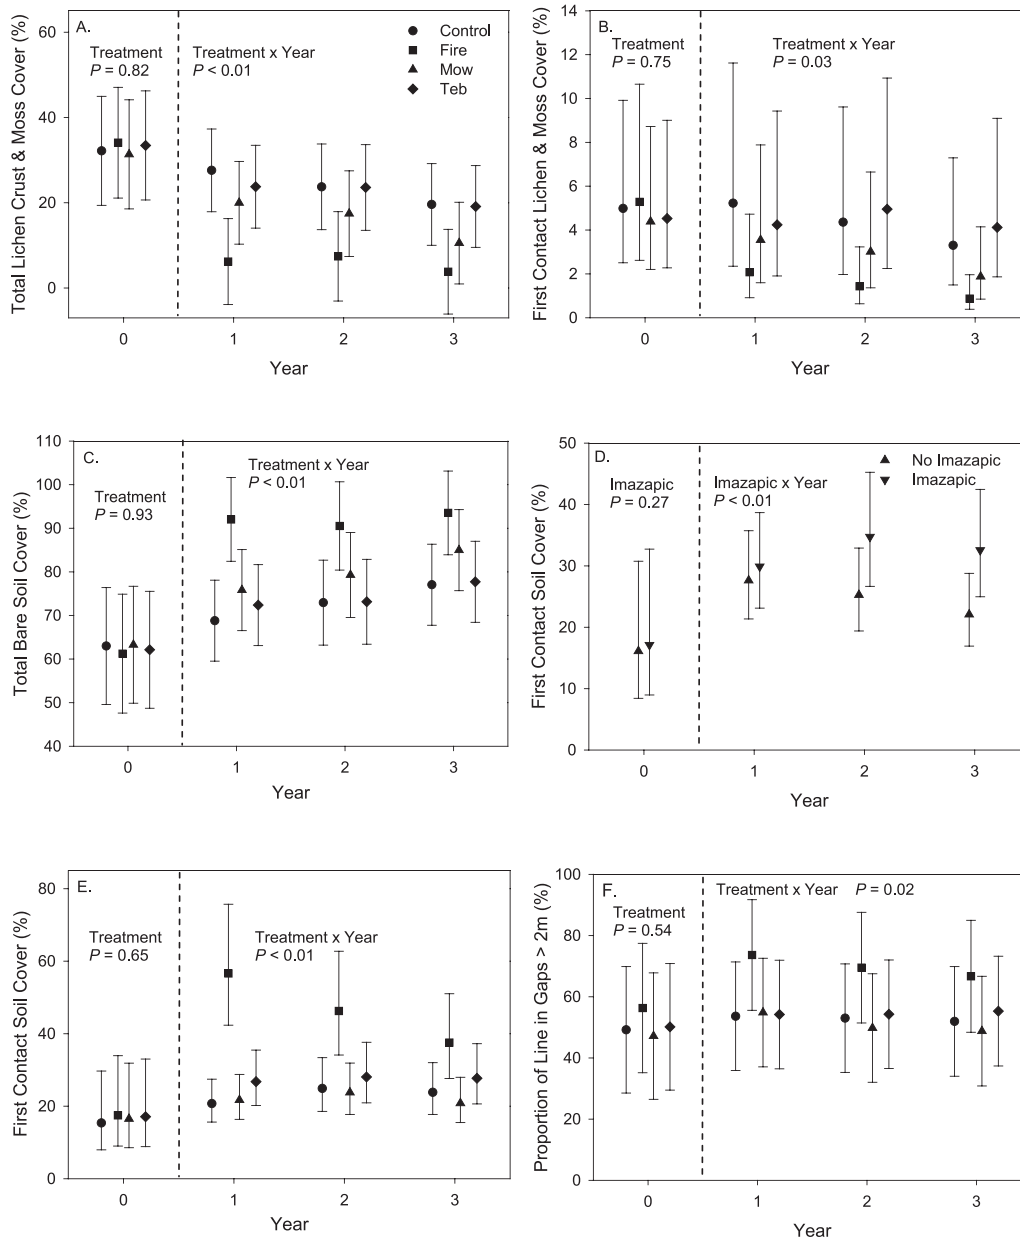 A.
Treatment
P = 0.82
Treatment x Year
P < 0.01
Control
Fire
Mow
Teb
Total Lichen Crust & Moss Cover (%)
60
40
20
0
0
1
2
3
Year
B.
Treatment
P = 0.75
Treatment x Year
P = 0.03
First Contact Lichen & Moss Cover (%)
14
12
10
8
6
4
2
0
0
1
2
3
Year
C.
Treatment
P = 0.93
Treatment x Year
P < 0.01
Total Bare Soil Cover (%)
110
100
90
80
70
60
50
40
0
1
2
3
Year
D.
Imazapic
P = 0.27
Imazapic x Year
P < 0.01
No Imazapic
Imazapic
First Contact Soil Cover (%)
50
40
30
20
10
0
0
1
2
3
Year
E.
Treatment
P = 0.65
Treatment x Year
P < 0.01
First Contact Soil Cover (%)
80
60
40
20
0
0
1
2
3
Year
F.
Treatment
P = 0.54
Treatment x Year P = 0.02
Proportion of Line in Gaps > 2m (%)
100
80
60
40
20
0
0
1
2
3
Year